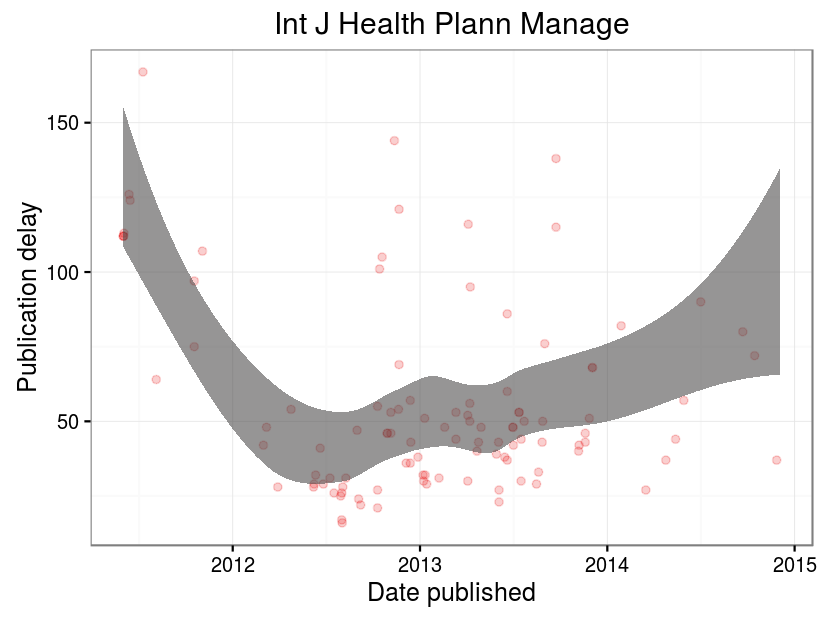 Int J Health Plann Manage
Publication delay
150
100
50
2012
2013
2014
2015
Date published